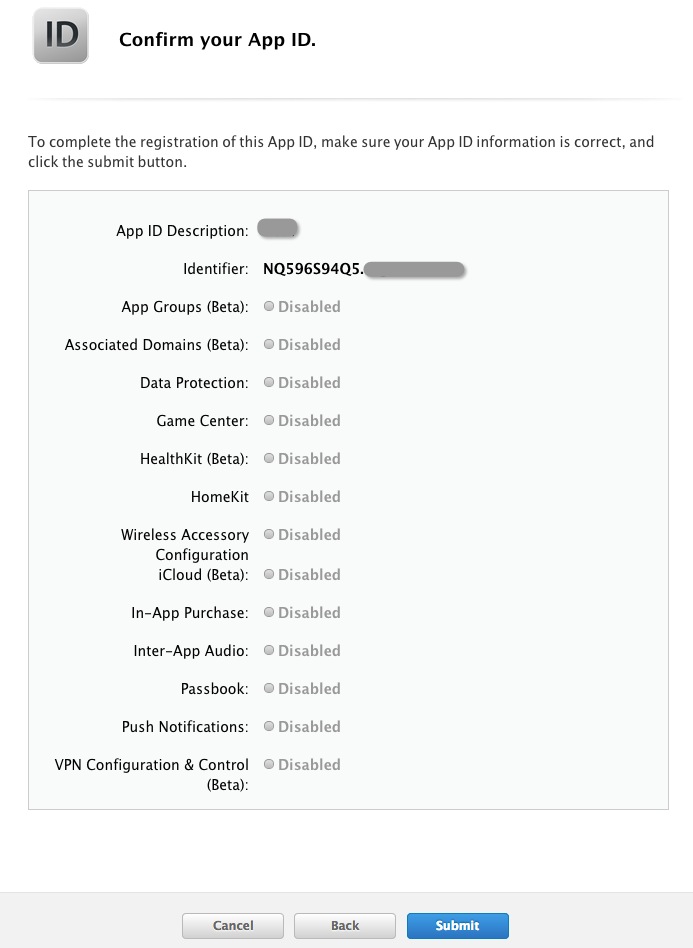 ID
Confirm your App ID.
To complete the registration of this App ID, make sure your App ID information is correct, and
click the submit button.
App ID Description:
Identifier: NQ596S94Q5.
App Groups (Beta): Disabled
Associated Domains (Beta): Disabled
Data Protection: Disabled
Game Center: Disabled
HealthKit (Beta): Disabled
HomeKit Disabled
Wireless Accessory Disabled
Configuration
iCloud (Beta): Disabled
In-App Purchase: Disabled
Inter-App Audio: Disabled
Passbook: Disabled
Push Notifications: Disabled
VPN Configuration & Control Disabled
(Beta):
Cancel Back Submit